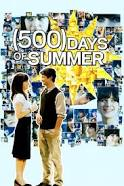 (500) DAYS
OF SUMMER